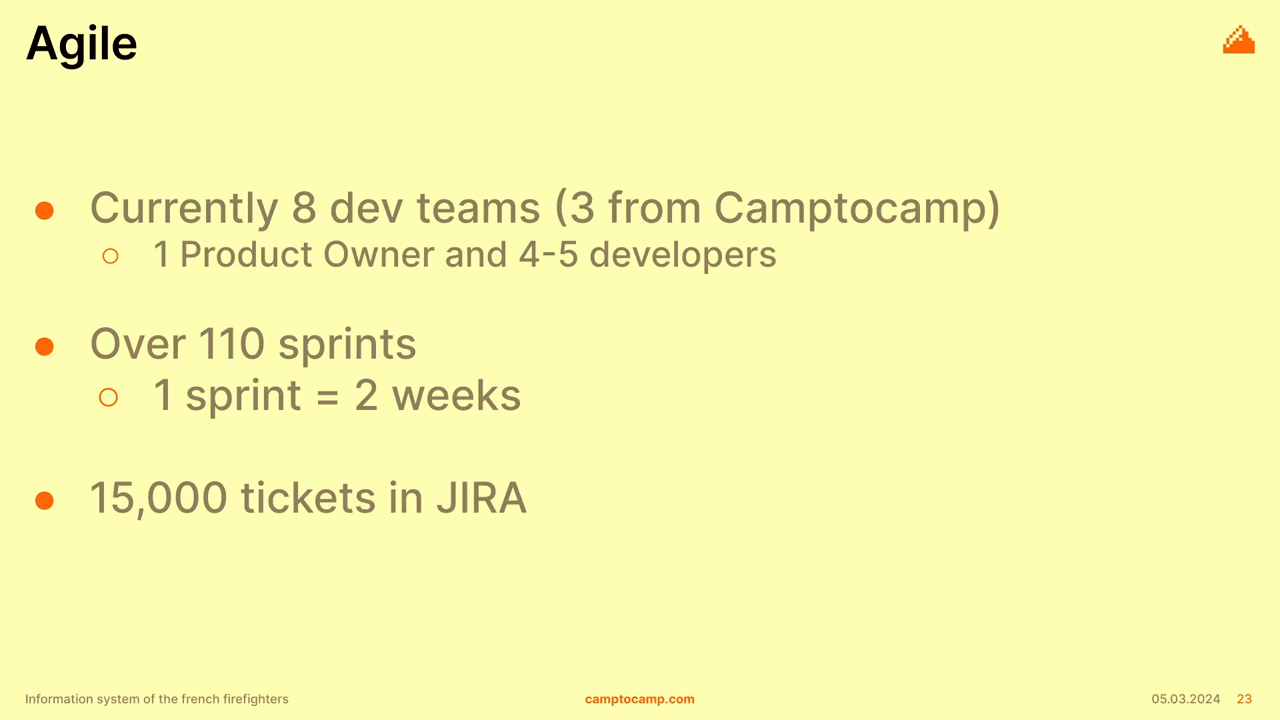 Agile
Currently 8 dev teams (3 from Camptocamp)
1 Product Owner and 4-5 developers
Over 110 sprints
1 sprint = 2 weeks
15,000 tickets in JIRA
Information system of the french firefighters
camptocamp.com
05.03.2024 23